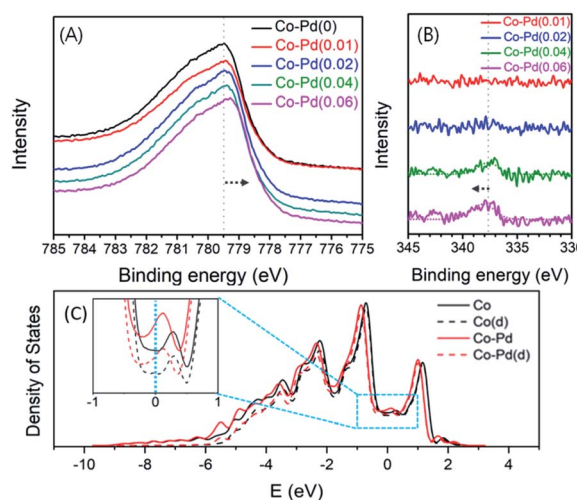 (A)
Co-Pd(0)
Co-Pd(0.01)
Co-Pd(0.02)
Co-Pd(0.04)
Co-Pd(0.06)
Intensity
785 784 783 782 781 780 779 778 777 776 775
Binding energy (eV)
(B)
Co-Pd(0.01)
Co-Pd(0.02)
Co-Pd(0.04)
Co-Pd(0.06)
Intensity
345 340 335 330
Binding energy (eV)
(C)
Co
Co(d)
Co-Pd
Co-Pd(d)
-1 0 1
Density of States
-10 -8 -6 -4 -2 0 2 4
E (eV)